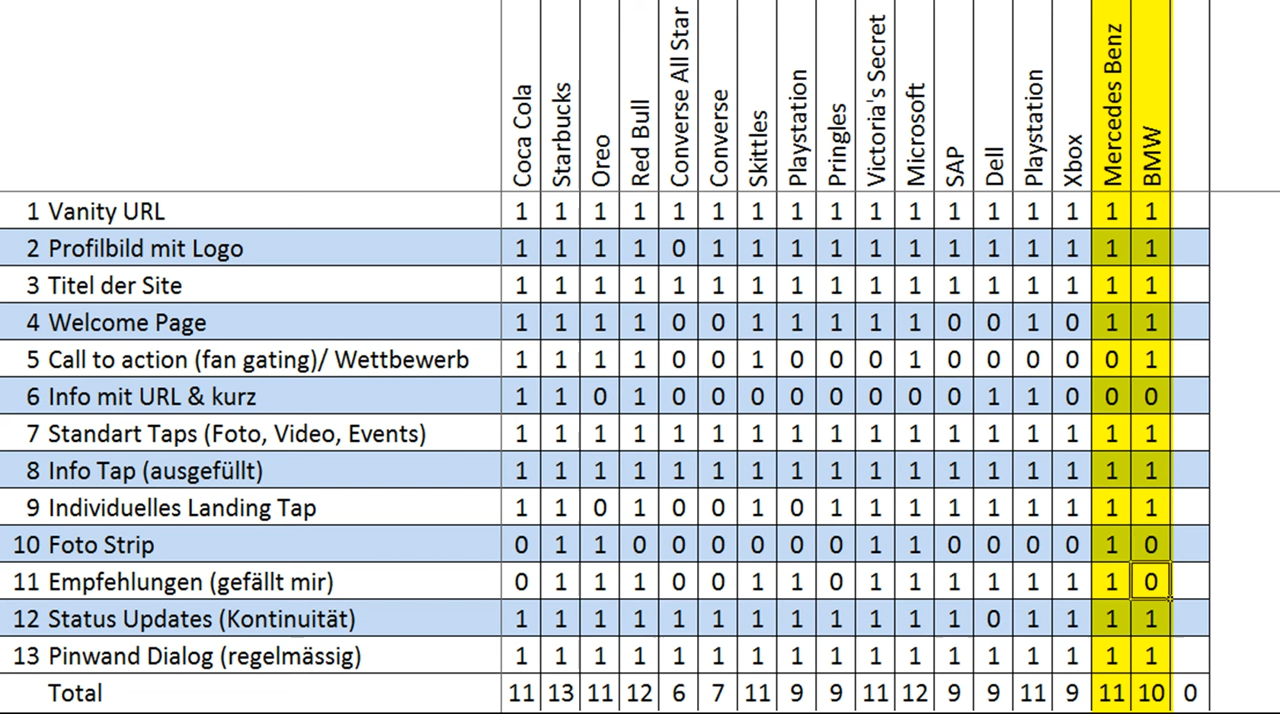 Coca Cola Starbucks Oreo Red Bull Converse All Star Converse Skittles Playstation Pringles Victoria's Secret Microsoft SAP Dell Playstation Xbox Mercedes Benz BMW
1 Vanity URL 1 1 1 1 1 1 1 1 1 1 1 1 1 1 1 1 1
2 Profilbild mit Logo 1 1 1 1 0 1 1 1 1 1 1 1 1 1 1 1 1
3 Titel der Site 1 1 1 1 1 1 1 1 1 1 1 1 1 1 1 1 1
4 Welcome Page 1 1 1 1 0 0 1 1 1 1 1 0 0 1 0 1 1
5 Call to action (fan gating)/ Wettbewerb 1 1 1 1 0 0 1 0 0 0 1 0 0 0 0 0 1
6 Info mit URL & kurz 1 1 0 1 0 0 0 0 0 0 0 0 1 1 0 0 0
7 Standart Taps (Foto, Video, Events) 1 1 1 1 1 1 1 1 1 1 1 1 1 1 1 1 1
8 Info Tap (ausgefüllt) 1 1 1 1 1 1 1 1 1 1 1 1 1 1 1 1 1
9 Individuelles Landing Tap 1 1 0 1 0 0 1 0 1 1 1 1 1 1 1 1 1
10 Foto Strip 0 1 1 0 0 0 0 0 0 1 1 0 0 0 0 1 0
11 Empfehlungen (gefällt mir) 0 1 1 1 0 0 1 1 0 1 1 1 1 1 1 1 0
12 Status Updates (Kontinuität) 1 1 1 1 1 1 1 1 1 1 1 1 0 1 1 1 1
13 Pinwand Dialog (regelmässig) 1 1 1 1 1 1 1 1 1 1 1 1 1 1 1 1 1
Total 11 13 11 12 6 7 11 9 9 11 12 9 9 11 9 11 10 0